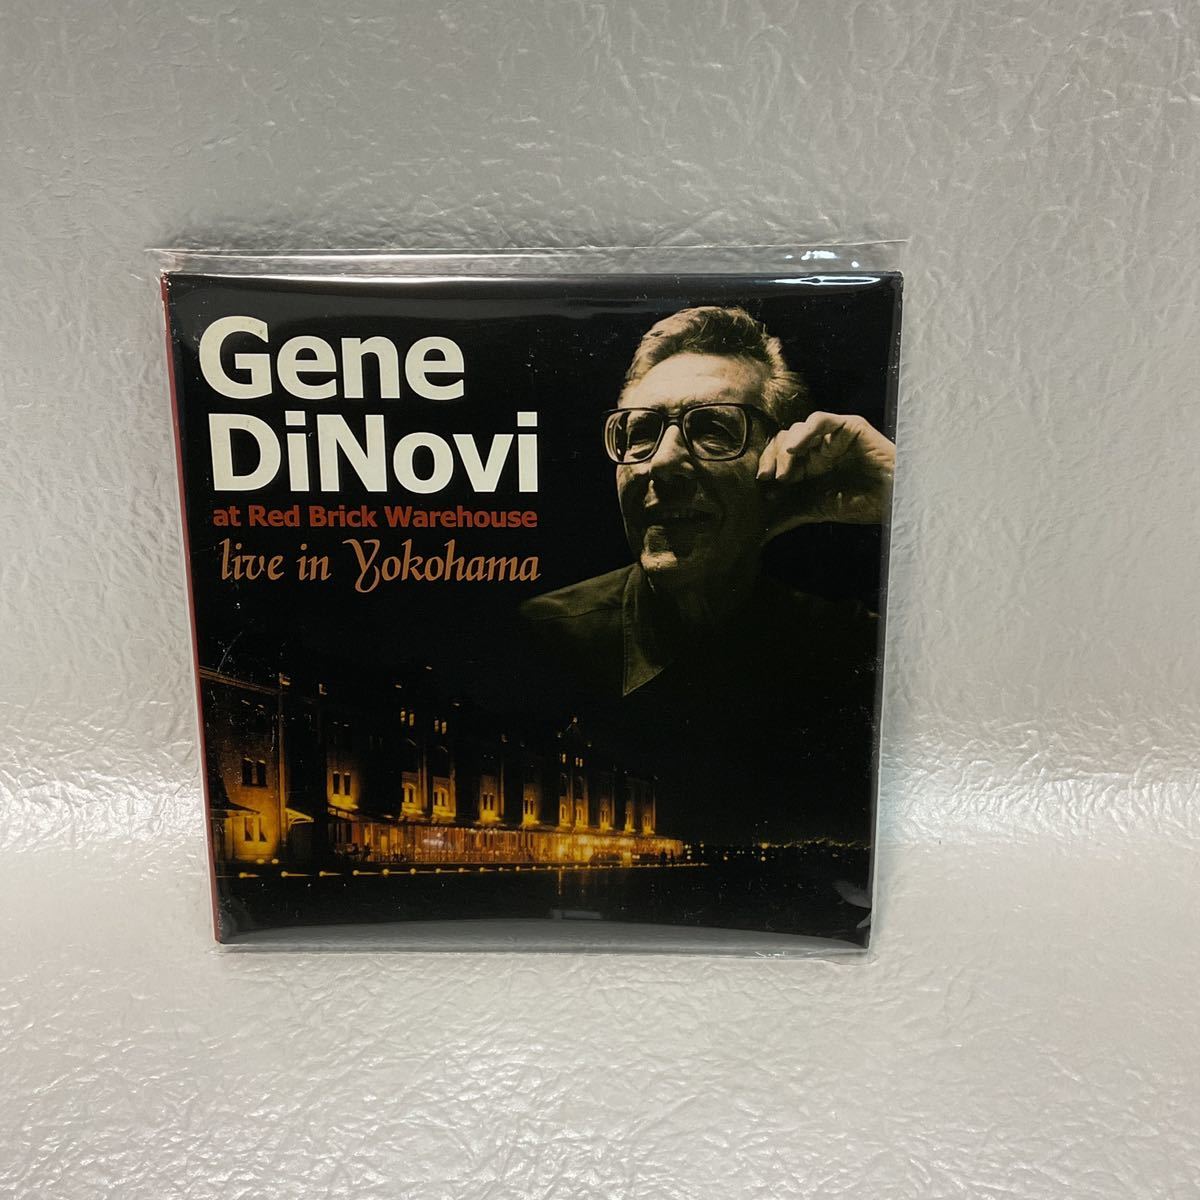 Gene
DiNovi
at Red Brick Warehouse
live in Yokohama